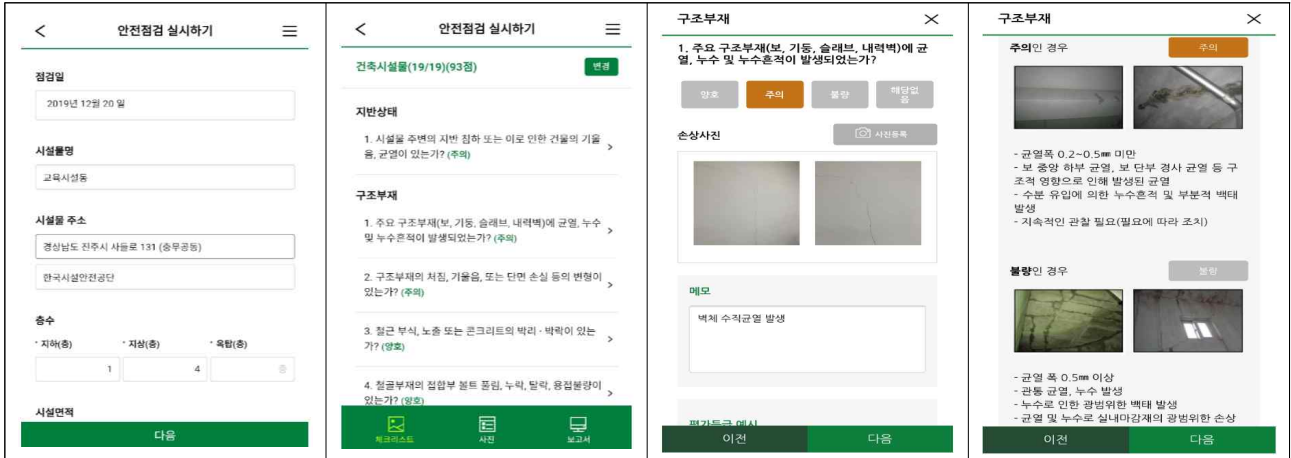 안전점검 실시하기
점검일
2019년 12월 20 일
시설물명
교육시설동
시설물 주소
경상남도 진주시 사들로 131 (충무공동)
한국시설안전공단
층수
* 지하(층) * 지상(층) * 옥탑(층)
1 4 층
시설면적
다음
안전점검 실시하기
건축시설물(19/19)(93점) 변경
지반상태
1. 시설물 주변의 지반 침하 또는 이로 인한 건물의 기울
음, 균열이 있는가? (주의)
구조부재
1. 주요 구조부재(보, 기둥, 슬래브, 내력벽)에 균열, 누수
및 누수흔적이 발생되었는가? (주의)
2. 구조부재의 처짐, 기울음, 또는 단면 손실 등의 변형이
있는가? (주의)
3. 철근 부식, 노출 또는 콘크리트의 박리 · 박락이 있는
가? (양호)
4. 철골부재의 접합부 볼트 풀림, 누락, 탈락, 용접불량이
있는가? (양호)
체크리스트 사진 보고서
구조부재
1. 주요 구조부재(보, 기둥, 슬래브, 내력벽)에 균
열, 누수 및 누수흔적이 발생되었는가?
양호 주의 불량 해당없
음
손상사진 사진등록
메모
벽체 수직균열 발생
평가등급 예시
이전 다음
구조부재
주의인 경우 주의
- 균열폭 0.2~0.5㎜ 미만
- 보 중앙 하부 균열, 보 단부 경사 균열 등 구
조적 영향으로 인해 발생된 균열
- 수분 유입에 의한 누수흔적 및 부분적 백태
발생
- 지속적인 관찰 필요(필요에 따라 조치)
불량인 경우 불량
- 균열 폭 0.5㎜ 이상
- 관통 균열, 누수 발생
- 누수로 인한 광범위한 백태 발생
- 균열 및 누수로 실내마감재의 광범위한 손상
이전 다음